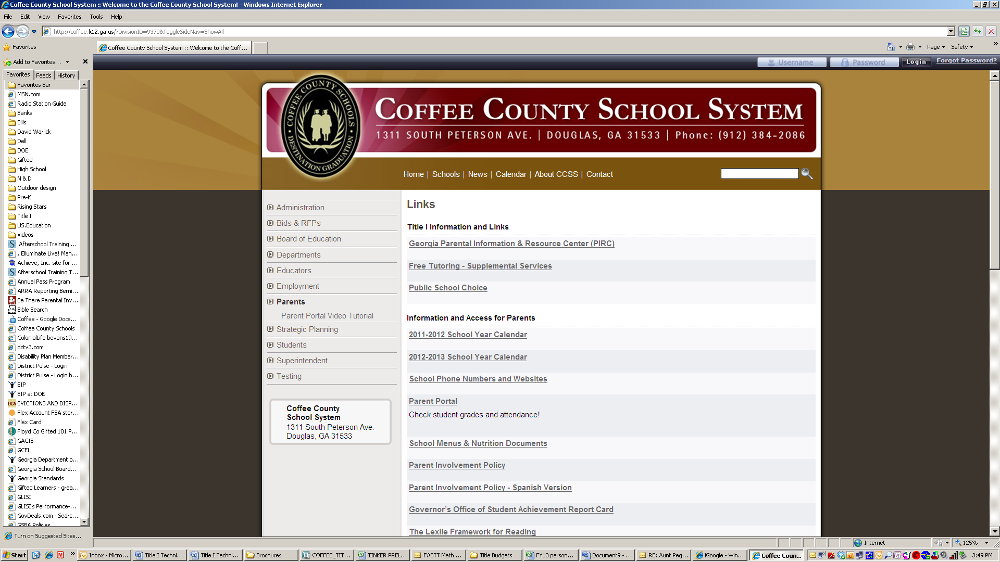 Coffee County School System :: Welcome to the Coffee County School System! - Windows Internet Explorer
File Edit View Favorites Tools Help
http://coffee.k12.ga.us/?DivisionID=9370&ToggleSideNav=ShowAll
Favorites
Coffee County School System :: Welcome to the Coff...
Page Safety »
Add to Favorites...
Favorites Feeds History
Favorites Bar
MSN.com
Radio Station Guide
Banks
Bills
David Warlick
Dell
DOE
Gifted
High School
N & D
Outdoor design
Pre-K
Rising Stars
Title I
US.Education
Videos
Afterschool Training ...
. Elluminate Live! Man...
Achieve, Inc. site for ...
Afterschool Training T...
Annual Pass Program
ARRA Reporting Berni...
Be There Parental Inv...
Bible Search
Coffee - Google Docs...
Coffee County Schools
ColonialLife bevans19...
dctv3.com
Disability Plan Member...
District Pulse - Login
District Pulse - Login b...
EIP
EIP at DOE
DCA EVICTIONS AND DISP...
Flex Account FSA stor...
Flex Card
Floyd Co Gifted 101 P...
GACIS
GCEL
Georgia Department o...
Georgia School Board...
Georgia Standards
Gifted Learners - grea...
GLISI
GLISI's Performance-...
GovDeals.com - Searc...
GSBA Policies
Turn on Suggested Sites...
Username Password Login Forgot Password?
COFFEE COUNTY SCHOOLS
• DESTINATION GRADUATION •
COFFEE COUNTY SCHOOL SYSTEM
1311 SOUTH PETERSON AVE. | DOUGLAS, GA 31533 | Phone: (912) 384-2086
Home | Schools | News | Calendar | About CCSS | Contact
Administration
Bids & RFPs
Board of Education
Departments
Educators
Employment
Parents
Parent Portal Video Tutorial
Strategic Planning
Students
Superintendent
Testing
Coffee County
School System
1311 South Peterson Ave.
Douglas, GA 31533
Links
Title I Information and Links
Georgia Parental Information & Resource Center (PIRC)
Free Tutoring - Supplemental Services
Public School Choice
Information and Access for Parents
2011-2012 School Year Calendar
2012-2013 School Year Calendar
School Phone Numbers and Websites
Parent Portal
Check student grades and attendance!
School Menus & Nutrition Documents
Parent Involvement Policy
Parent Involvement Policy - Spanish Version
Governor's Office of Student Achievement Report Card
The Lexile Framework for Reading
Internet 125%
Start » Inbox - Micro... Title I Techni... Title I Techni... Brochures COFFEE_TIT... TINKER PREL... FASTT Math ... Title Budgets FY13 person... Document9 - ... RE: Aunt Peg... iGoogle - Win... Coffee Coun... 3:49 PM